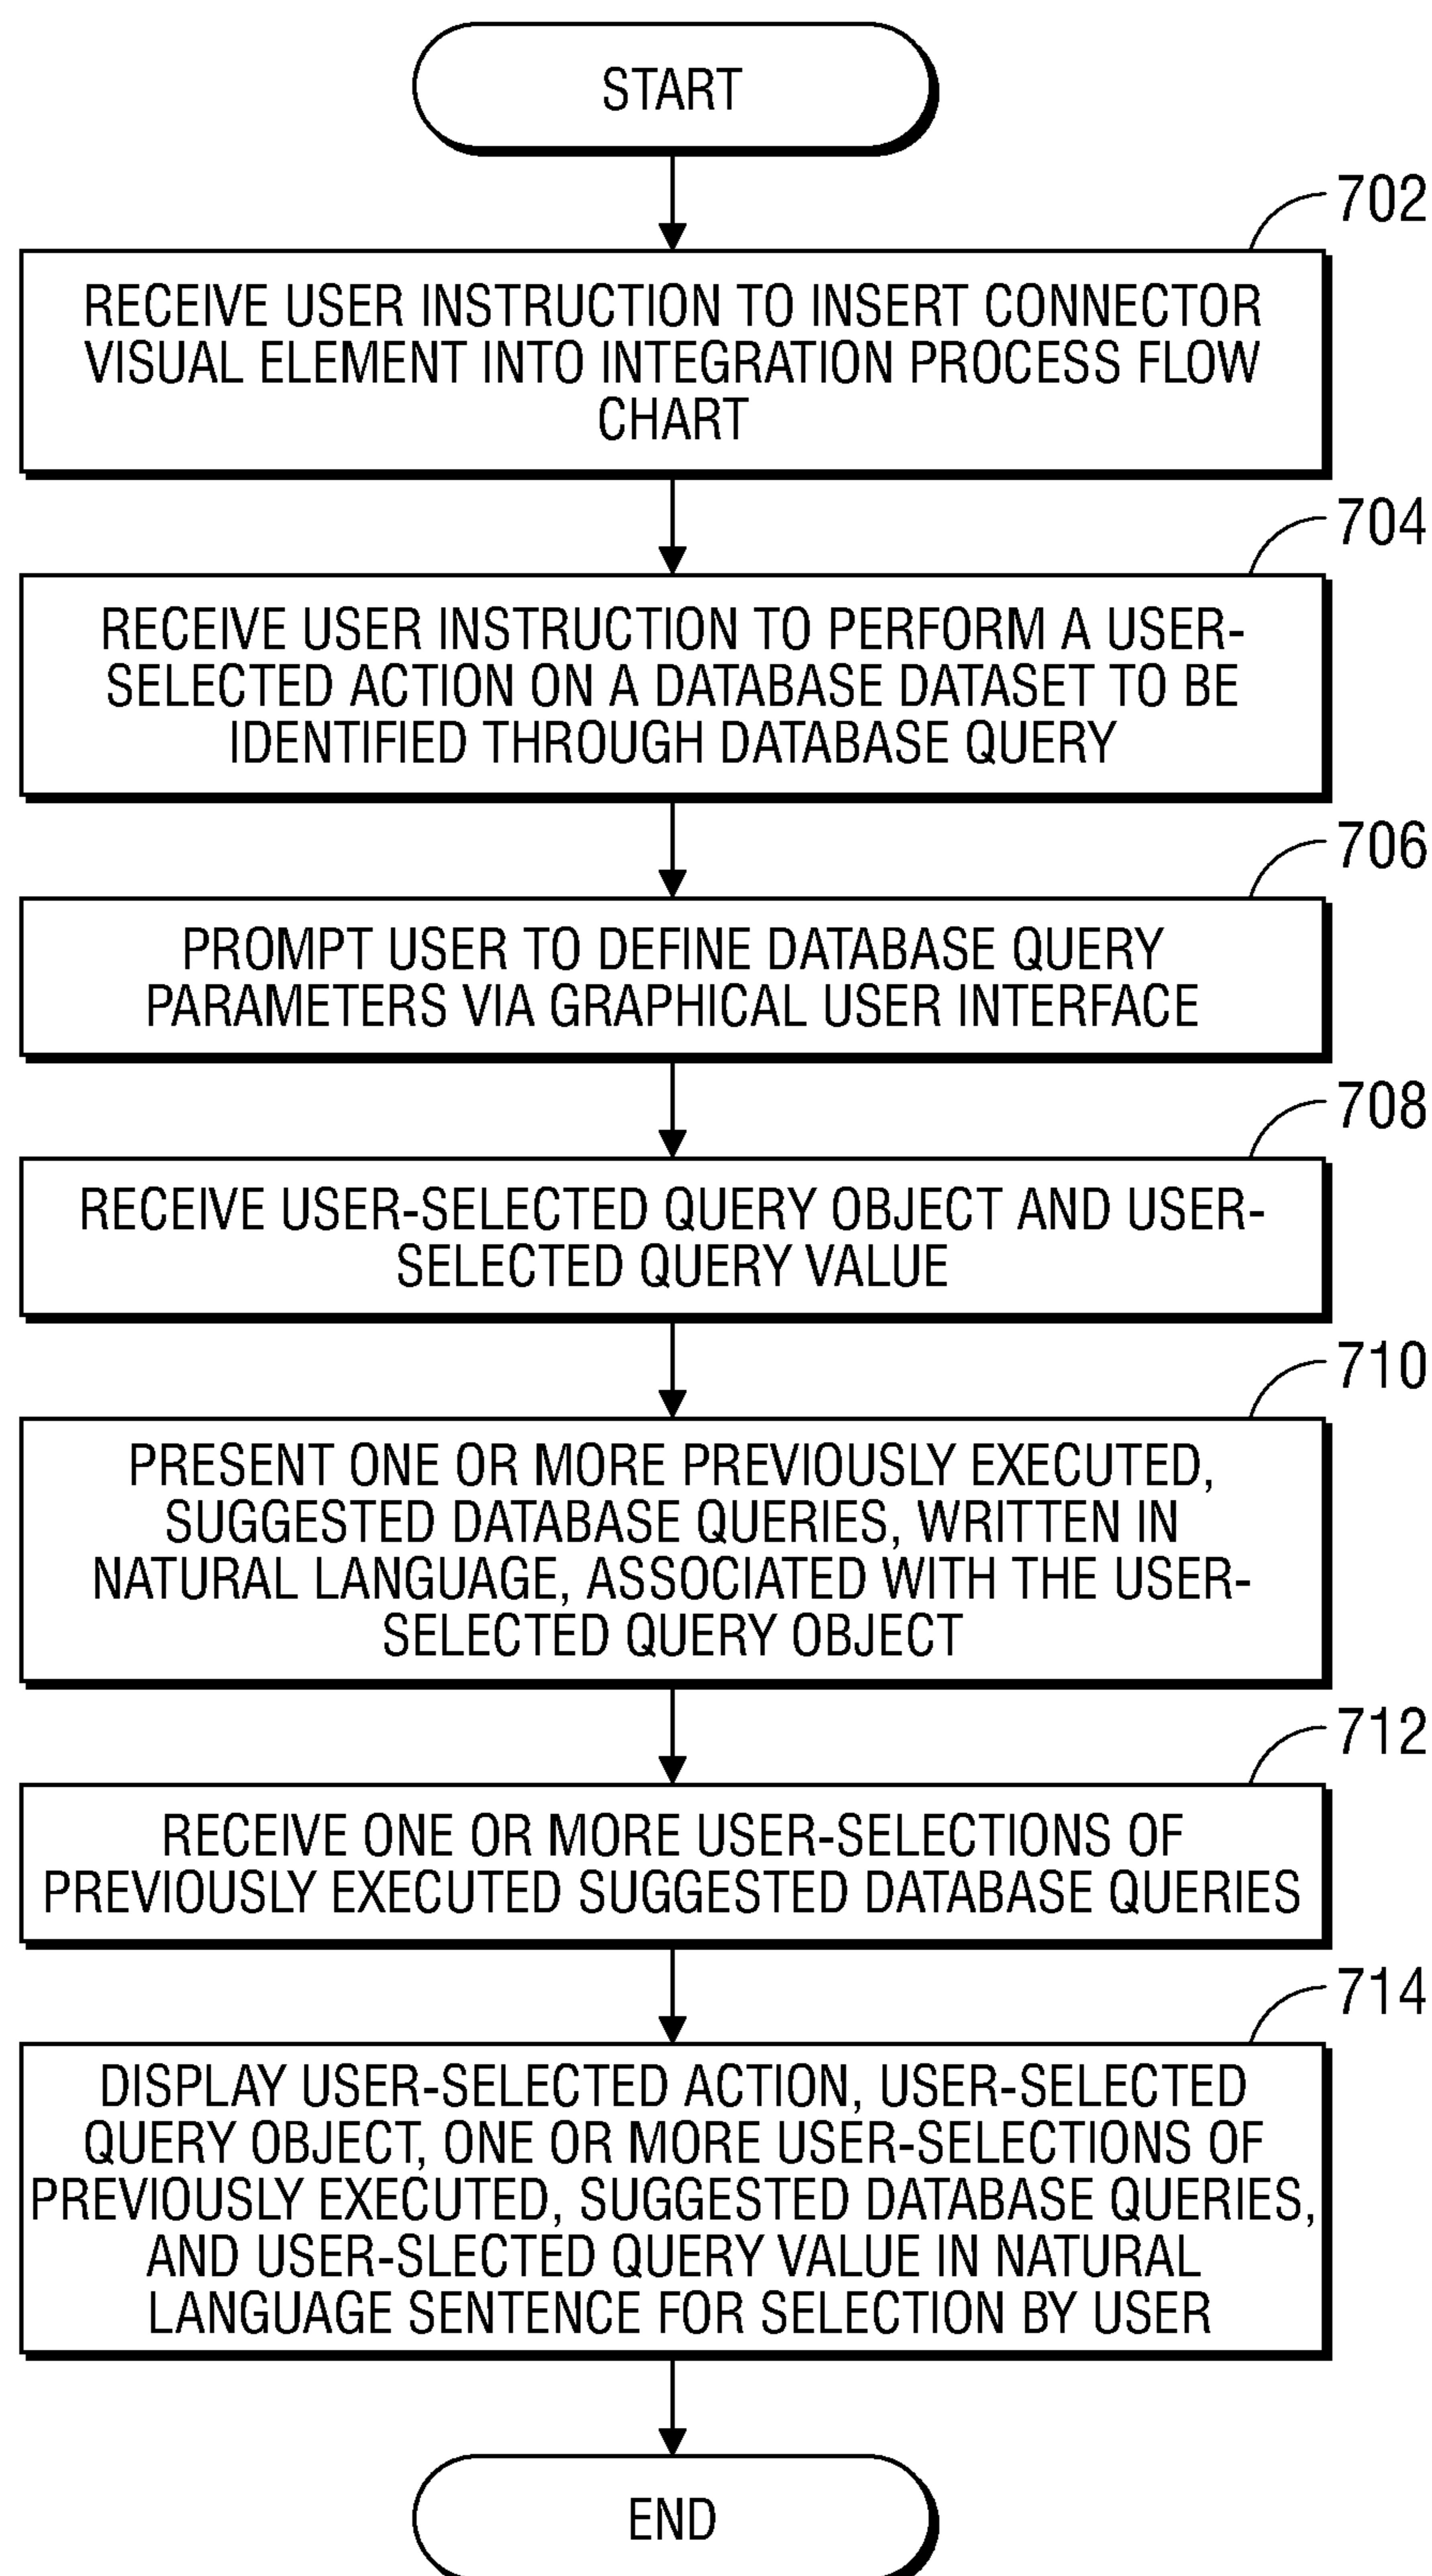 START
702
RECEIVE USER INSTRUCTION TO INSERT CONNECTOR
VISUAL ELEMENT INTO INTEGRATION PROCESS FLOW
CHART
704
RECEIVE USER INSTRUCTION TO PERFORM A USER-
SELECTED ACTION ON A DATABASE DATASET TO BE
IDENTIFIED THROUGH DATABASE QUERY
706
PROMPT USER TO DEFINE DATABASE QUERY
PARAMETERS VIA GRAPHICAL USER INTERFACE
708
RECEIVE USER-SELECTED QUERY OBJECT AND USER-
SELECTED QUERY VALUE
710
PRESENT ONE OR MORE PREVIOUSLY EXECUTED,
SUGGESTED DATABASE QUERIES, WRITTEN IN
NATURAL LANGUAGE, ASSOCIATED WITH THE USER-
SELECTED QUERY OBJECT
712
RECEIVE ONE OR MORE USER-SELECTIONS OF
PREVIOUSLY EXECUTED SUGGESTED DATABASE QUERIES
714
DISPLAY USER-SELECTED ACTION, USER-SELECTED
QUERY OBJECT, ONE OR MORE USER-SELECTIONS OF
PREVIOUSLY EXECUTED, SUGGESTED DATABASE QUERIES,
AND USER-SLECTED QUERY VALUE IN NATURAL
LANGUAGE SENTENCE FOR SELECTION BY USER
END